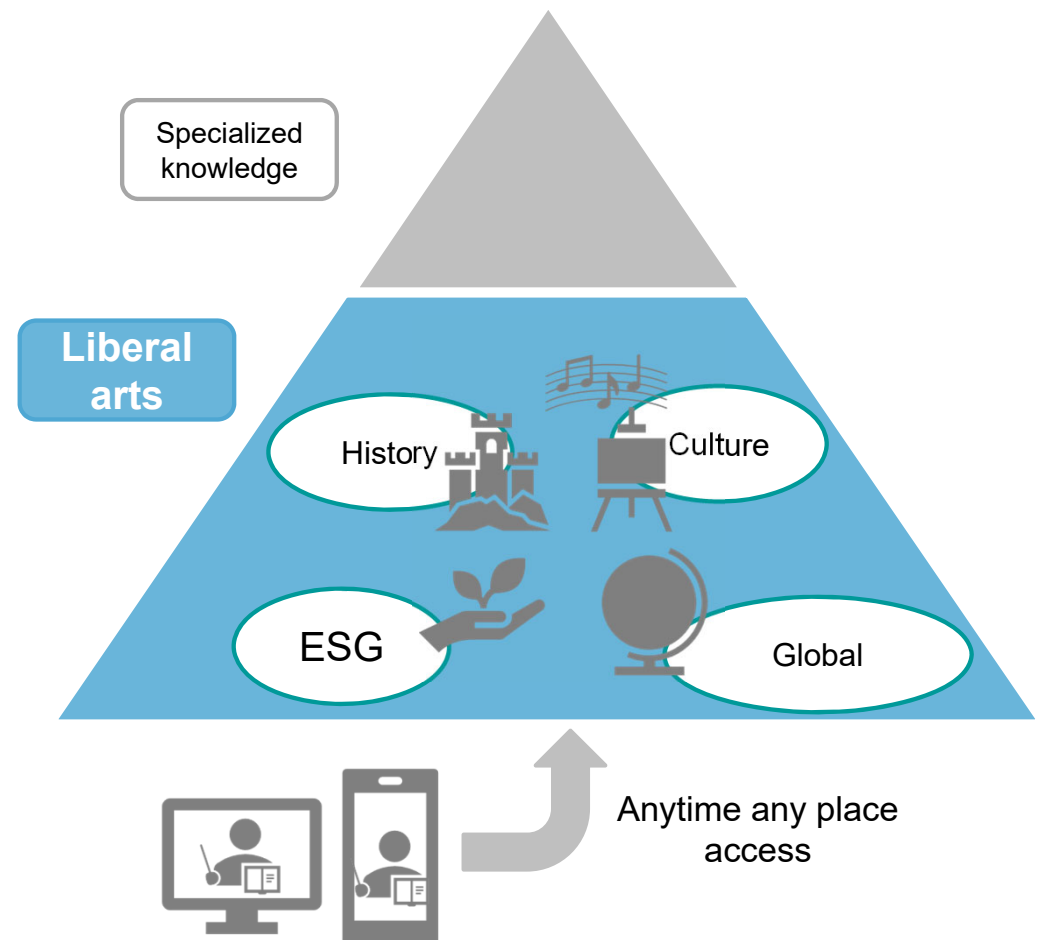 Specialized
knowledge
Liberal
arts
History
Culture
ESG
Global
Anytime any place
access